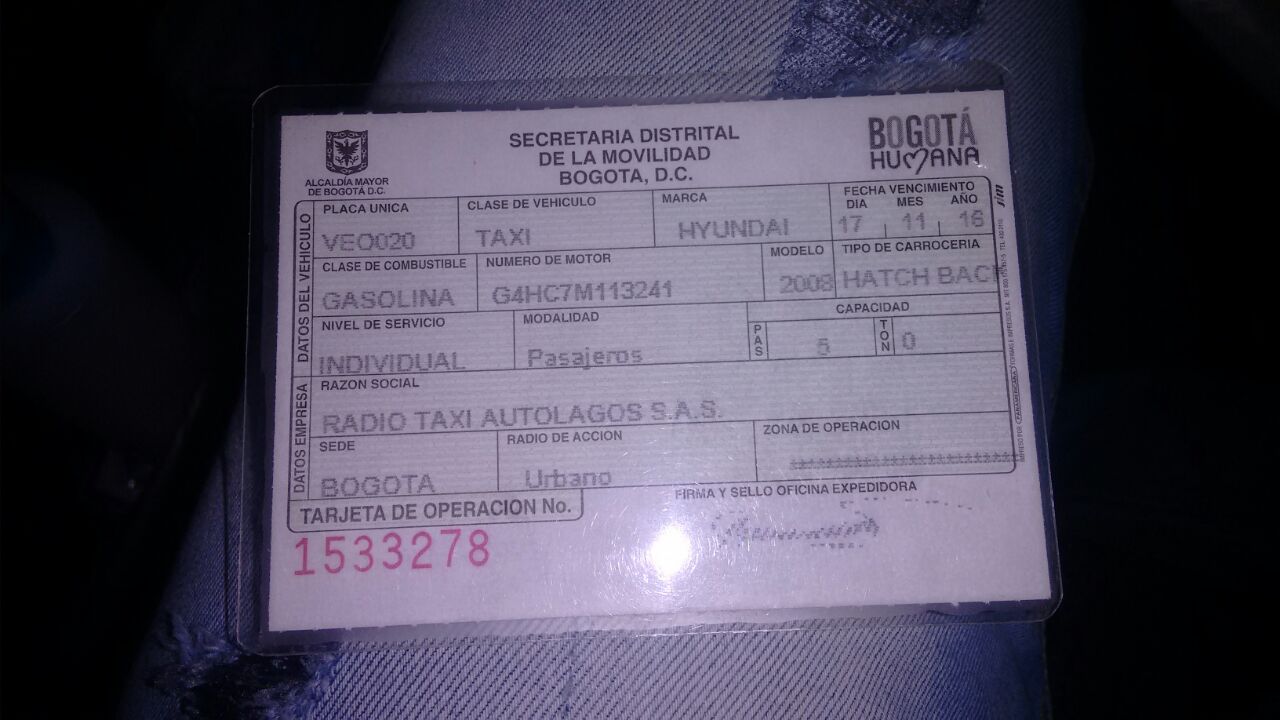 ALCALDIA MAYOR
DE BOGOTA D.C.
SECRETARIA DISTRITAL
DE LA MOVILIDAD
BOGOTA, D.C.
BOGOTÁ
HUMANA
DATOS DEL VEHICULO
PLACA UNICA
VEO020
CLASE DE VEHICULO
TAXI
MARCA
HYUNDAI
FECHA VENCIMIENTO
DIA MES AÑO
17 11 16
CLASE DE COMBUSTIBLE
GASOLINA
NUMERO DE MOTOR
G4HC7M113241
MODELO
2008
TIPO DE CARROCERIA
HATCH BACK
NIVEL DE SERVICIO
INDIVIDUAL
MODALIDAD
Pasajeros
CAPACIDAD
PAS 5 TON 0
DATOS EMPRESA
RAZON SOCIAL
RADIO TAXI AUTOLAGOS S.A.S.
SEDE
BOGOTA
RADIO DE ACCION
Urbano
ZONA DE OPERACION
TARJETA DE OPERACION No.
1533278
FIRMA Y SELLO OFICINA EXPEDIDORA
sim